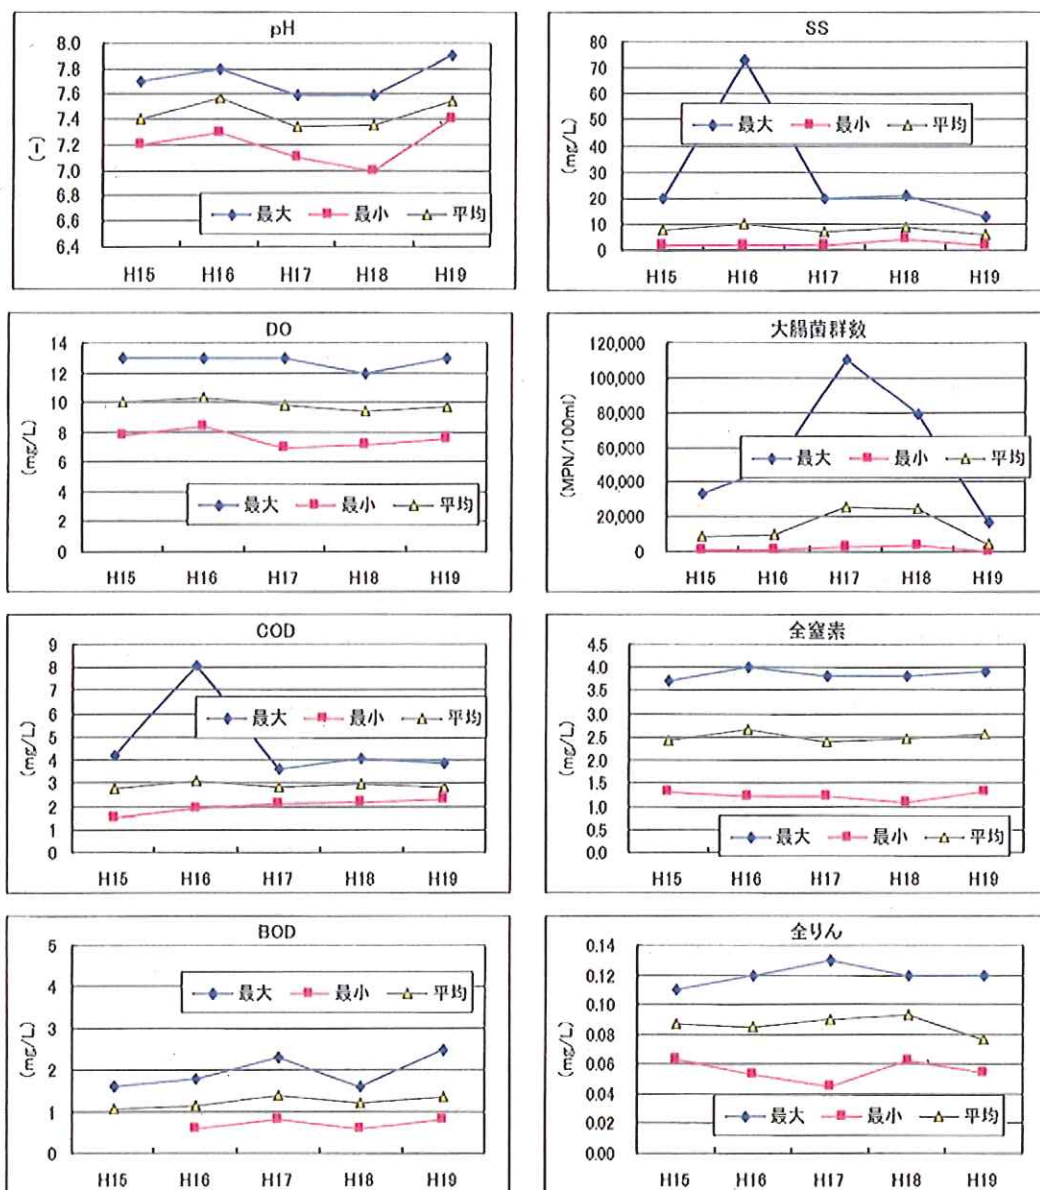 pH
8.0
7.8
7.6
7.4
7.2
7.0
6.8
6.6
6.4
(-)
最大 最小 平均
H15 H16 H17 H18 H19
SS
80
70
60
50
40
30
20
10
0
(mg/L)
最大 最小 平均
H15 H16 H17 H18 H19
DO
14
12
10
8
6
4
2
0
(mg/L)
最大 最小 平均
H15 H16 H17 H18 H19
大腸菌群数
120,000
100,000
80,000
60,000
40,000
20,000
0
(MPN/100ml)
最大 最小 平均
H15 H16 H17 H18 H19
COD
9
8
7
6
5
4
3
2
1
0
(mg/L)
最大 最小 平均
H15 H16 H17 H18 H19
全窒素
4.5
4.0
3.5
3.0
2.5
2.0
1.5
1.0
0.5
0.0
(mg/L)
最大 最小 平均
H15 H16 H17 H18 H19
BOD
5
4
3
2
1
0
(mg/L)
最大 最小 平均
H15 H16 H17 H18 H19
全りん
0.14
0.12
0.10
0.08
0.06
0.04
0.02
0.00
(mg/L)
最大 最小 平均
H15 H16 H17 H18 H19